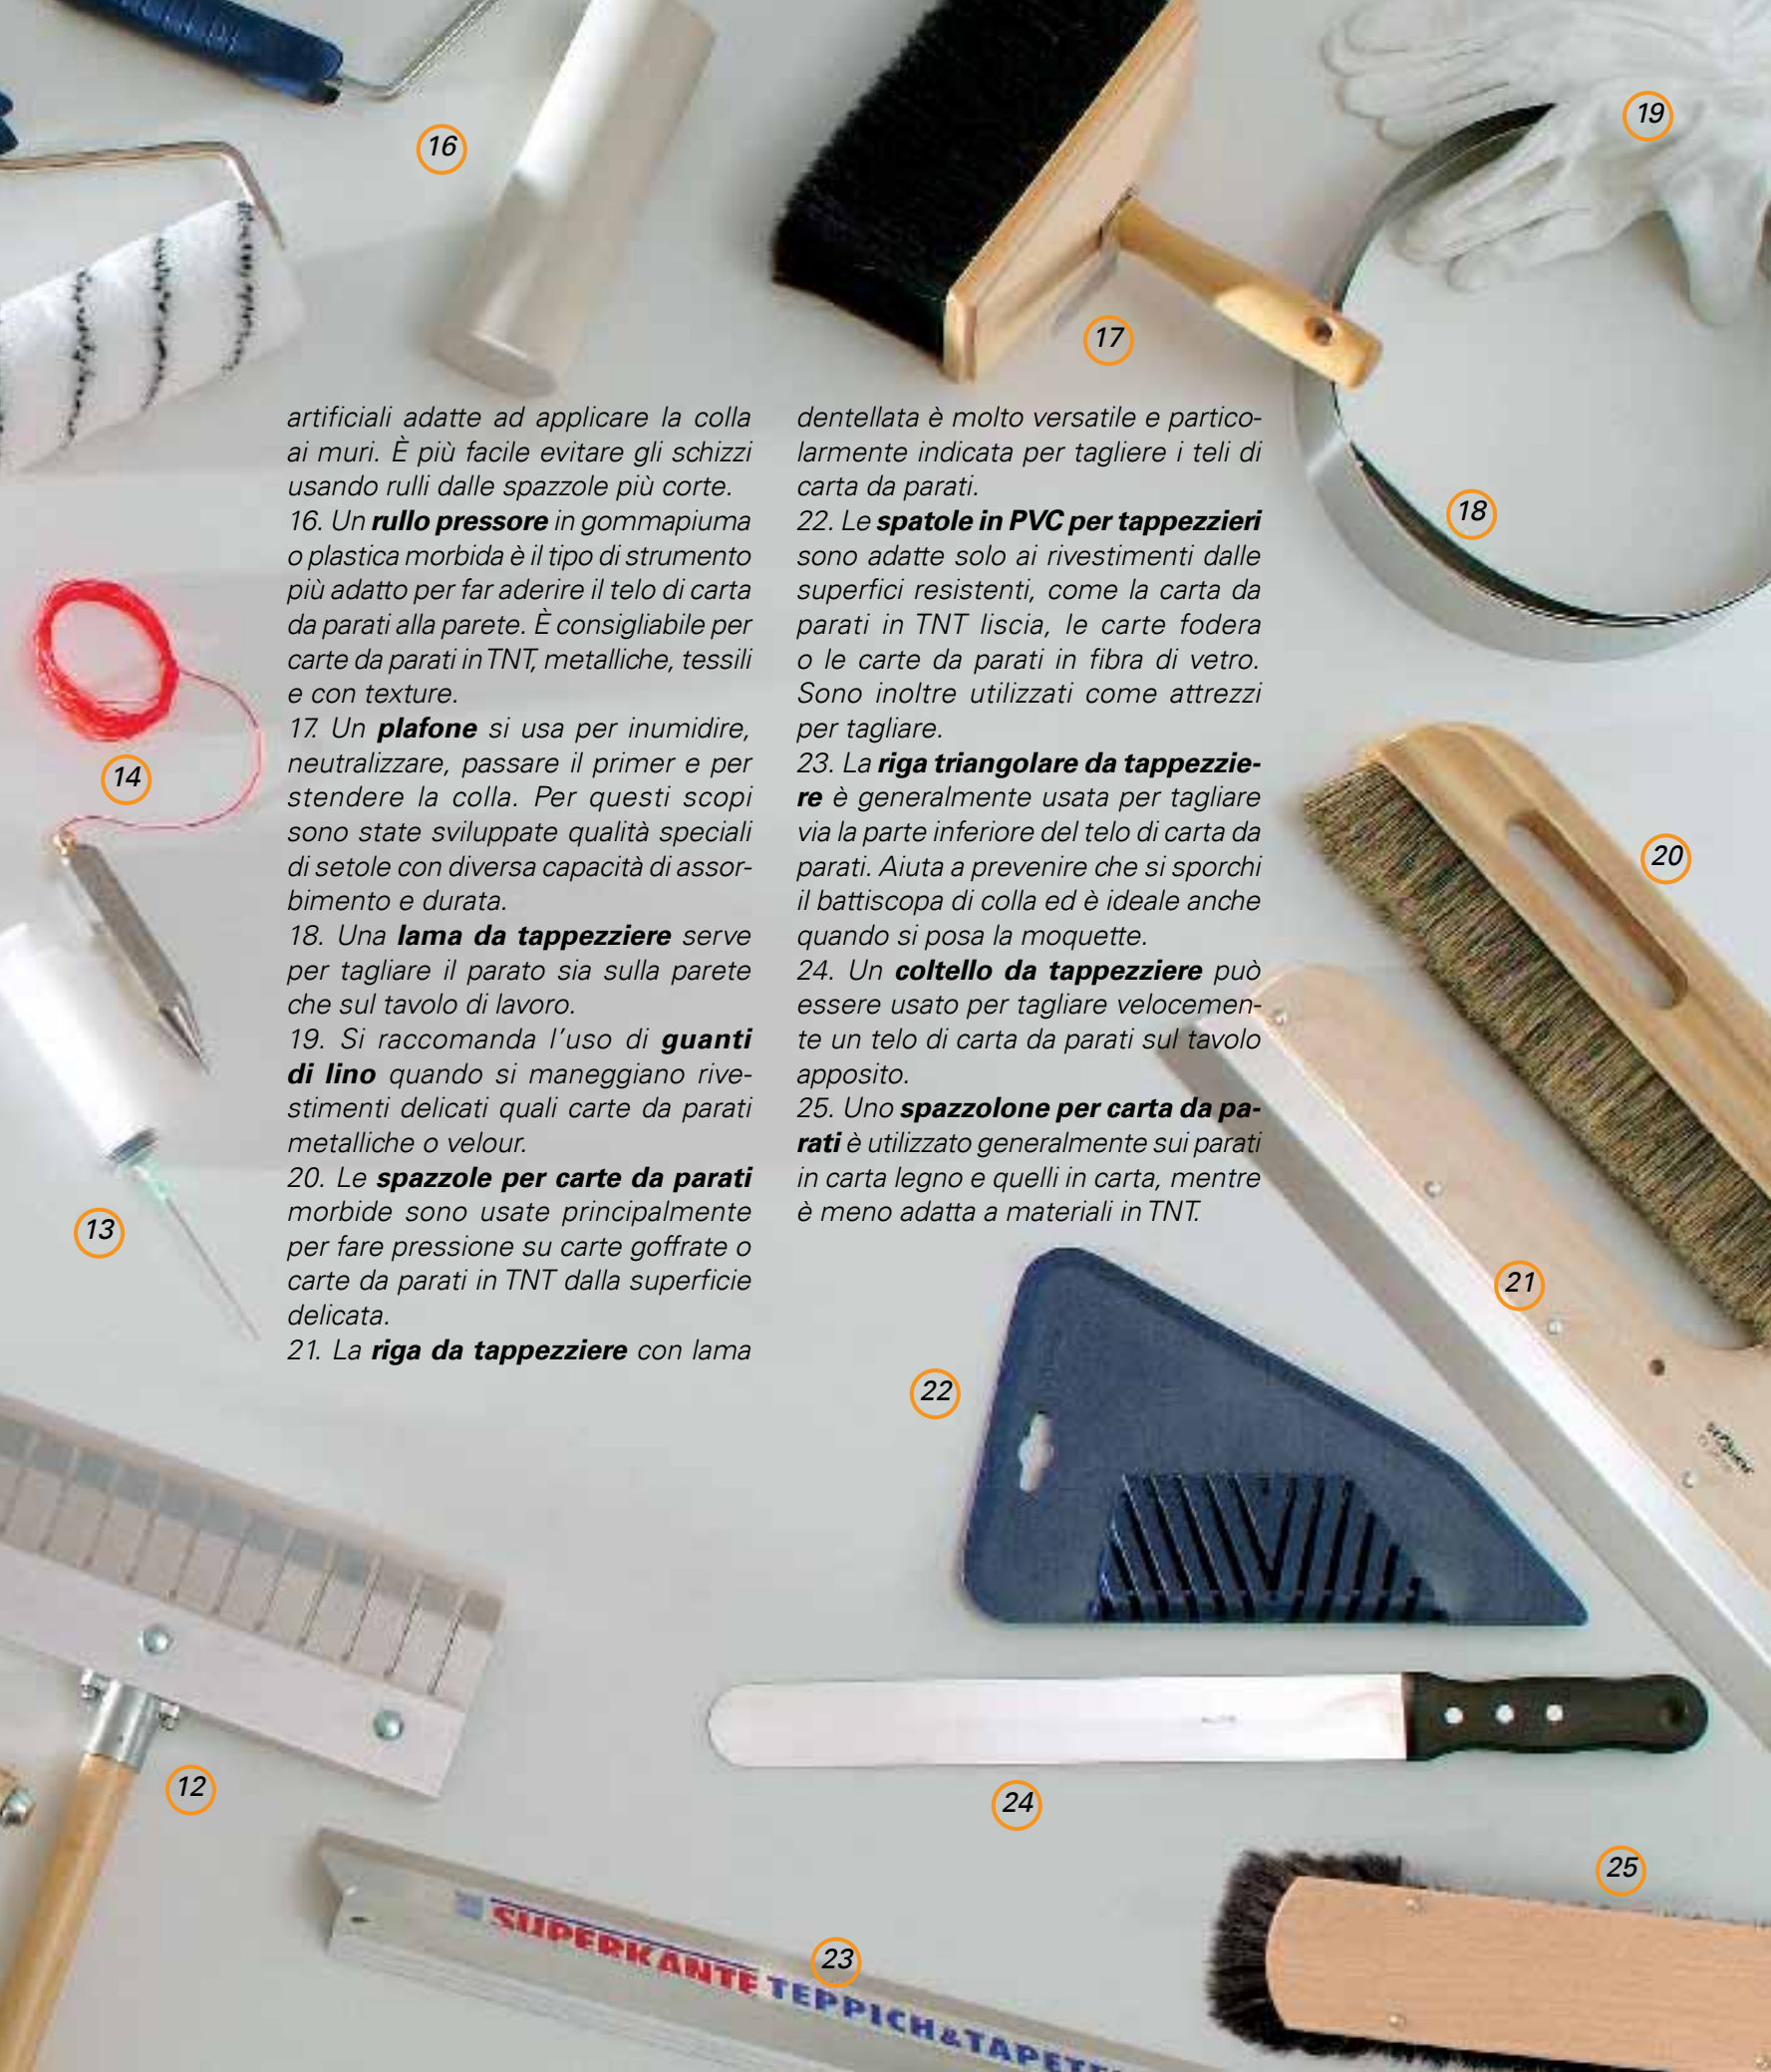 16
19
17
18
artificiali adatte ad applicare la colla
ai muri. È più facile evitare gli schizzi
usando rulli dalle spazzole più corte.
16. Un rullo pressore in gommapiuma
o plastica morbida è il tipo di strumento
più adatto per far aderire il telo di carta
da parati alla parete. È consigliabile per
carte da parati in TNT, metalliche, tessili
e con texture.
17. Un plafone si usa per inumidire,
neutralizzare, passare il primer e per
stendere la colla. Per questi scopi
sono state sviluppate qualità speciali
di setole con diversa capacità di assor-
bimento e durata.
18. Una lama da tappezziere serve
per tagliare il parato sia sulla parete
che sul tavolo di lavoro.
19. Si raccomanda l'uso di guanti
di lino quando si maneggiano rive-
stimenti delicati quali carte da parati
metalliche o velour.
20. Le spazzole per carte da parati
morbide sono usate principalmente
per fare pressione su carte goffrate o
carte da parati in TNT dalla superficie
delicata.
21. La riga da tappezziere con lama
dentellata è molto versatile e partico-
larmente indicata per tagliere i teli di
carta da parati.
22. Le spatole in PVC per tappezzieri
sono adatte solo ai rivestimenti dalle
superfici resistenti, come la carta da
parati in TNT liscia, le carte fodera
o le carte da parati in fibra di vetro.
Sono inoltre utilizzati come attrezzi
per tagliare.
23. La riga triangolare da tappezzie-
re è generalmente usata per tagliare
via la parte inferiore del telo di carta da
parati. Aiuta a prevenire che si sporchi
il battiscopa di colla ed è ideale anche
quando si posa la moquette.
24. Un coltello da tappezziere può
essere usato per tagliare velocemen-
te un telo di carta da parati sul tavolo
apposito.
25. Uno spazzolone per carta da pa-
rati è utilizzato generalmente sui parati
in carta legno e quelli in carta, mentre
è meno adatta a materiali in TNT.
14
20
13
21
22
12
24
25
23
SUPERKANTE TEPPICH&TAPETE